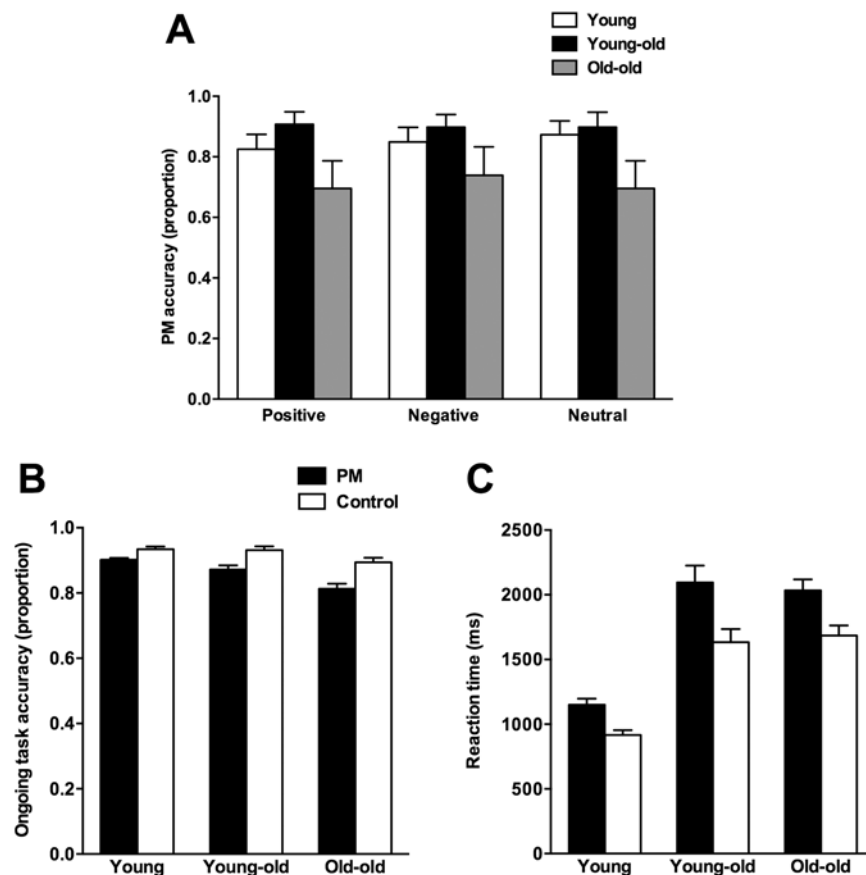 A
Young
Young-old
Old-old
PM accuracy (proportion)
1.0
0.8
0.6
0.4
0.2
0.0
Positive Negative Neutral
B
PM
Control
Ongoing task accuracy (proportion)
1.0
0.8
0.6
0.4
0.2
0.0
Young Young-old Old-old
C
Reaction time (ms)
2500
2000
1500
1000
500
0
Young Young-old Old-old